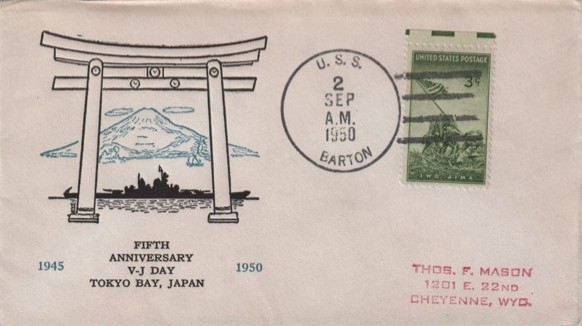 U.S.S.
2
SEP
A.M.
1950
BARTON
UNITED STATES POSTAGE
3¢
IWO JIMA
FIFTH
ANNIVERSARY
1945 V-J DAY 1950
TOKYO BAY, JAPAN
THOS. F. MASON
1201 E. 22ND
CHEYENNE, WYO.